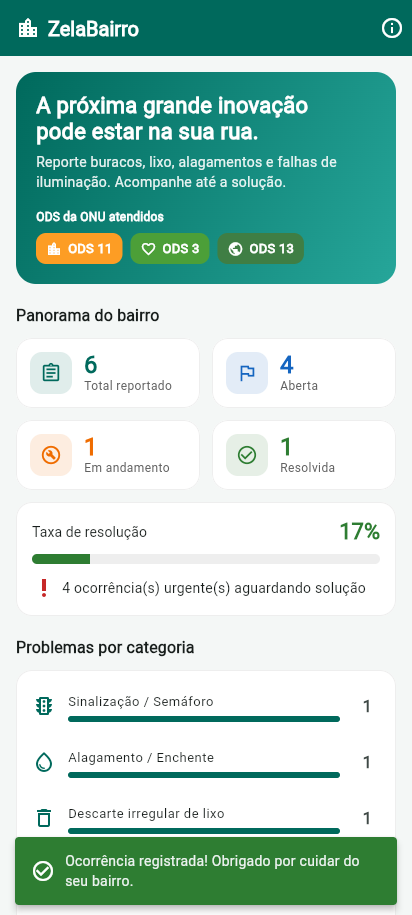 ZelaBairro
A próxima grande inovação
pode estar na sua rua.
Reporte buracos, lixo, alagamentos e falhas de
iluminação. Acompanhe até a solução.
ODS da ONU atendidos
ODS 11
ODS 3
ODS 13
Panorama do bairro
6
Total reportado
4
Aberta
1
Em andamento
1
Resolvida
Taxa de resolução
17%
4 ocorrência(s) urgente(s) aguardando solução
Problemas por categoria
Sinalização / Semáforo
1
Alagamento / Enchente
1
Descarte irregular de lixo
1
Ocorrência registrada! Obrigado por cuidar do
seu bairro.